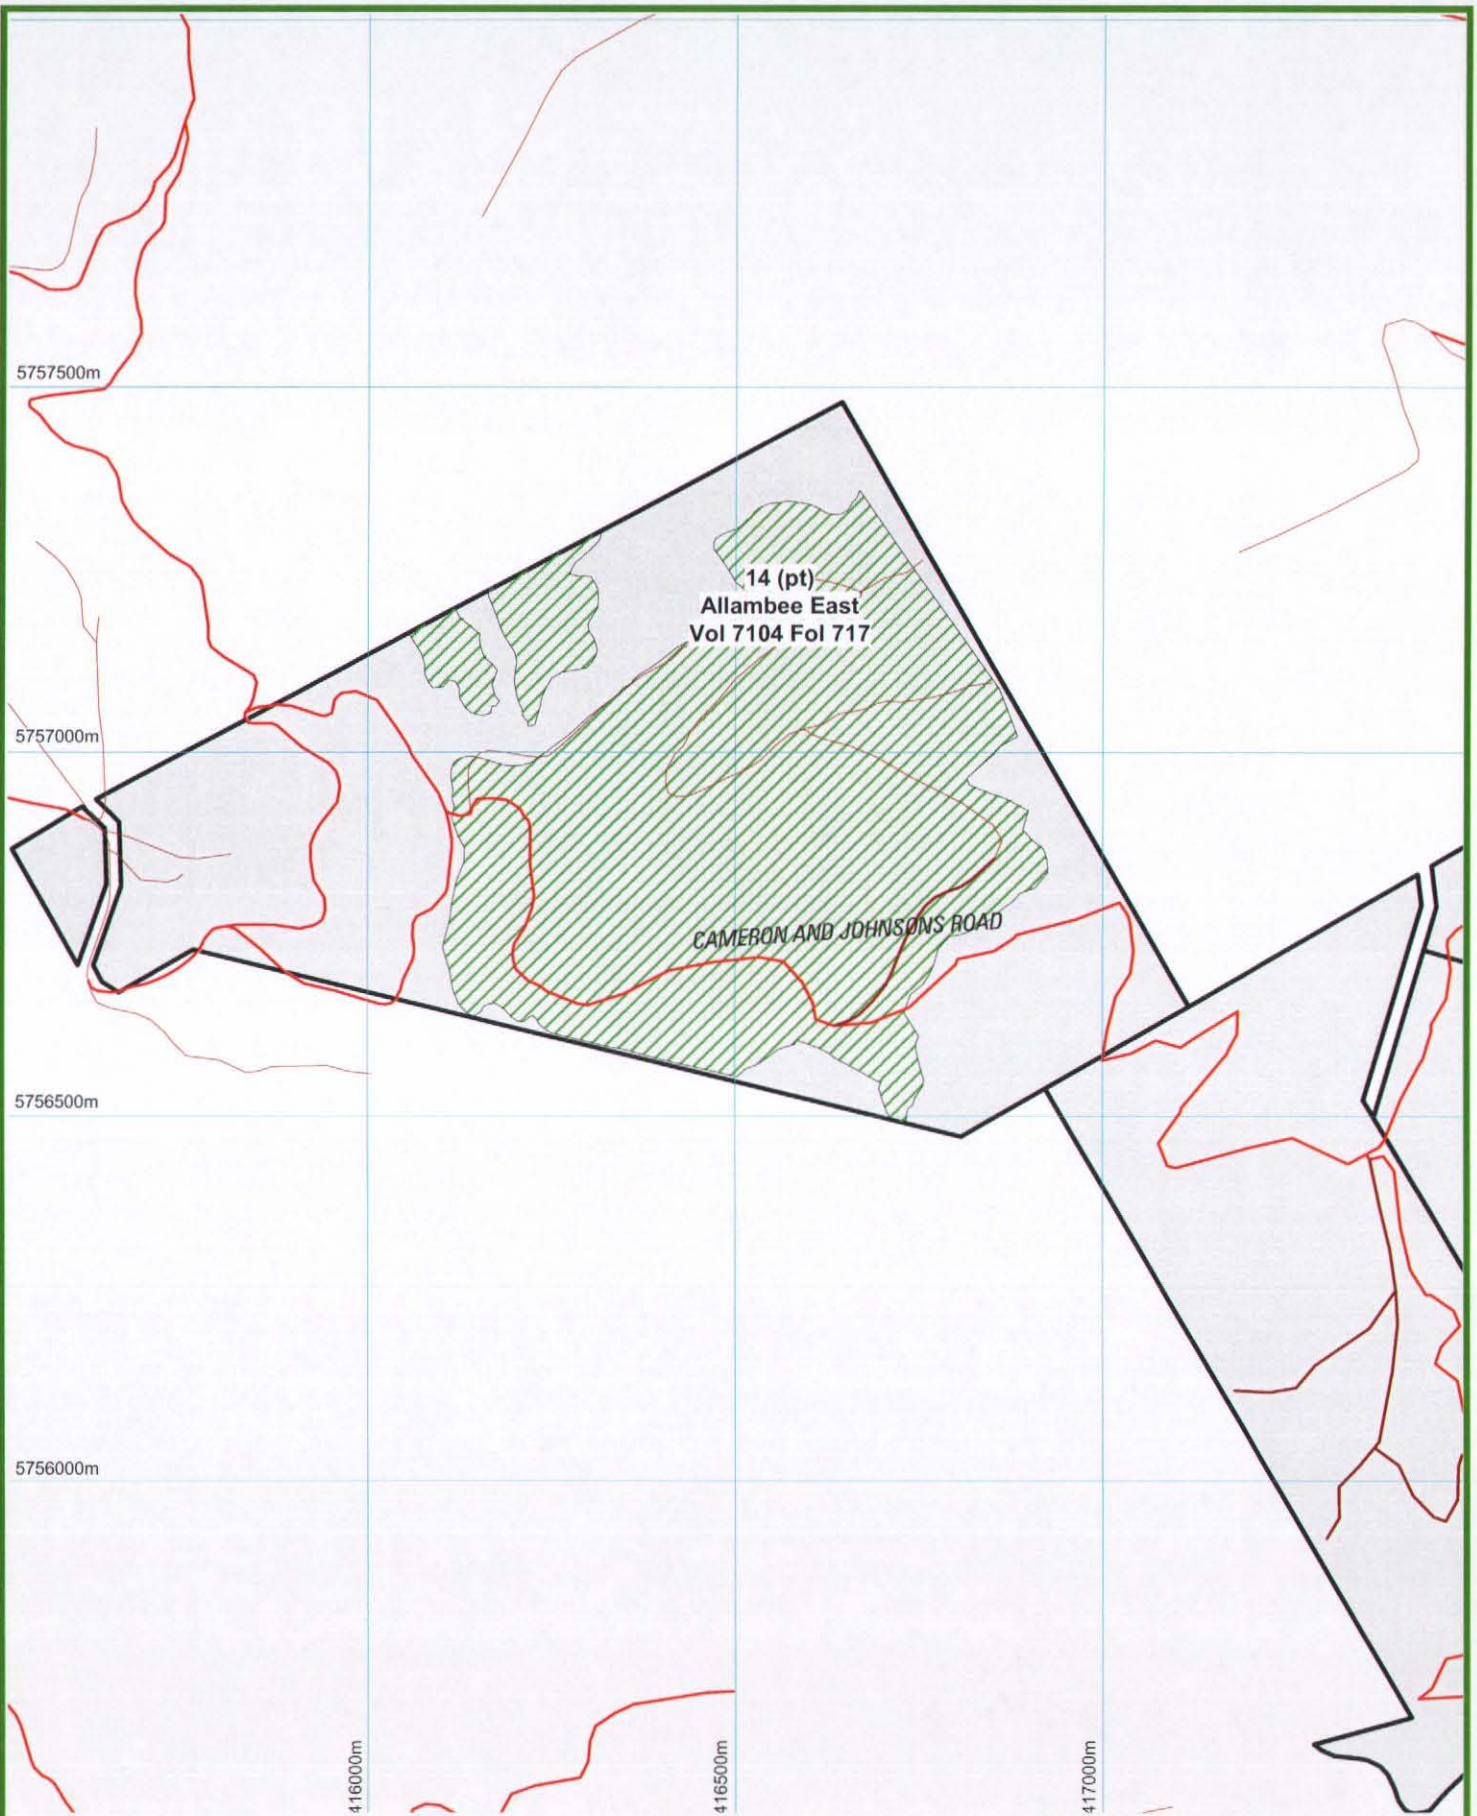 5757500m
14 (pt)
Allambee East
Vol 7104 Fol 717
5757000m
CAMERON AND JOHNSONS ROAD
5756500m
5756000m
416000m
416500m
417000m